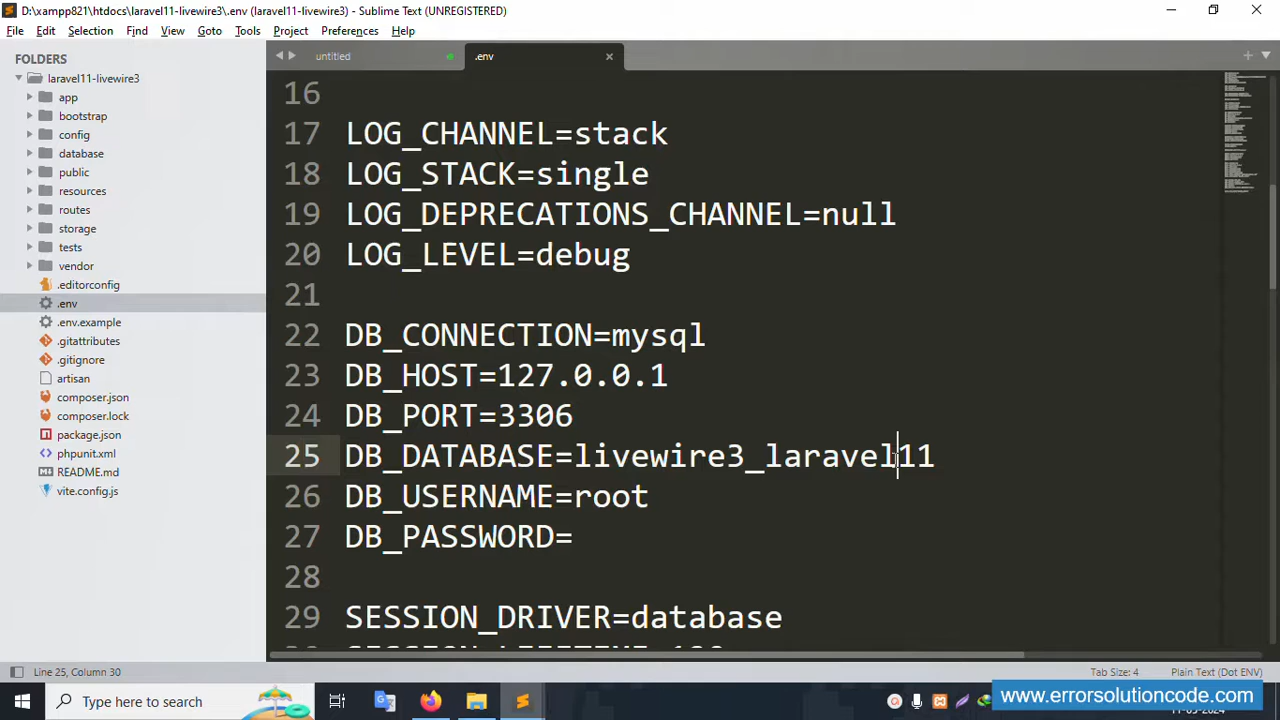 D:\xampp821\htdocs\laravel11-livewire3\.env (laravel11-livewire3) - Sublime Text (UNREGISTERED)
File Edit Selection Find View Goto Tools Project Preferences Help
FOLDERS
laravel11-livewire3
app
bootstrap
config
database
public
resources
routes
storage
tests
vendor
.editorconfig
.env
.env.example
.gitattributes
.gitignore
artisan
composer.json
composer.lock
package.json
phpunit.xml
README.md
vite.config.js
untitled
.env
16
17 LOG_CHANNEL=stack
18 LOG_STACK=single
19 LOG_DEPRECATIONS_CHANNEL=null
20 LOG_LEVEL=debug
21
22 DB_CONNECTION=mysql
23 DB_HOST=127.0.0.1
24 DB_PORT=3306
25 DB_DATABASE=livewire3_laravel11
26 DB_USERNAME=root
27 DB_PASSWORD=
28
29 SESSION_DRIVER=database
Line 25, Column 30
Tab Size: 4
Plain Text (Dot ENV)
Type here to search
www.errorsolutioncode.com